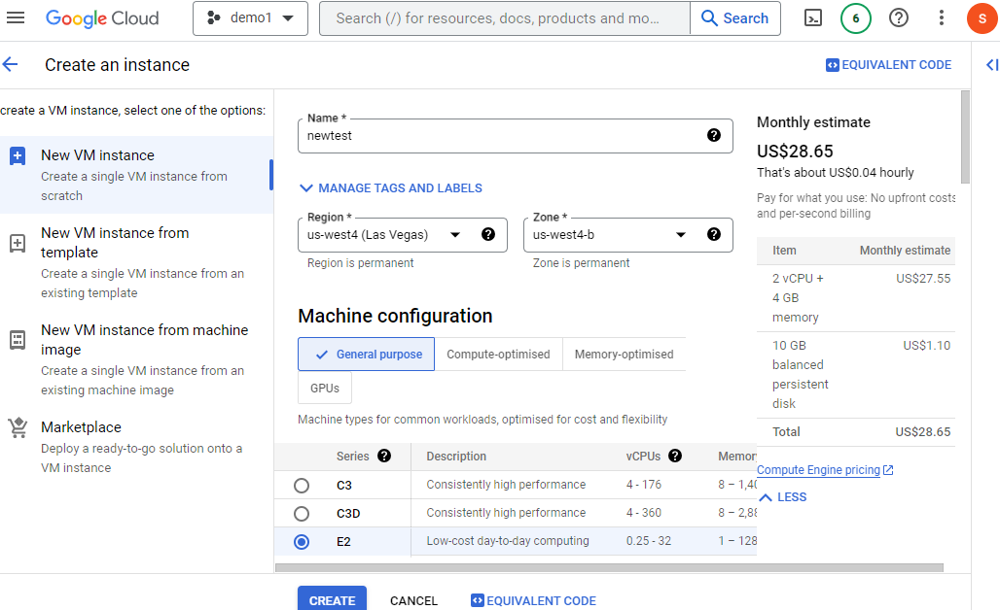 Google Cloud
demo1
Search (/) for resources, docs, products and mo...
Search
6
S
Create an instance
EQUIVALENT CODE
create a VM instance, select one of the options:
New VM instance
Create a single VM instance from
scratch
New VM instance from
template
Create a single VM instance from an
existing template
New VM instance from machine
image
Create a single VM instance from an
existing machine image
Marketplace
Deploy a ready-to-go solution onto a
VM instance
Name *
newtest
MANAGE TAGS AND LABELS
Region *
us-west4 (Las Vegas)
Region is permanent
Zone *
us-west4-b
Zone is permanent
Machine configuration
General purpose
Compute-optimised
Memory-optimised
GPUs
Machine types for common workloads, optimised for cost and flexibility
Series Description vCPUs Memory
C3 Consistently high performance 4 - 176 8 – 1,40
C3D Consistently high performance 4 - 360 8 – 2,88
E2 Low-cost day-to-day computing 0.25 - 32 1 – 128
Monthly estimate
US$28.65
That's about US$0.04 hourly
Pay for what you use: No upfront costs
and per-second billing
Item Monthly estimate
2 vCPU + US$27.55
4 GB
memory
10 GB US$1.10
balanced
persistent
disk
Total US$28.65
Compute Engine pricing
LESS
CREATE
CANCEL
EQUIVALENT CODE